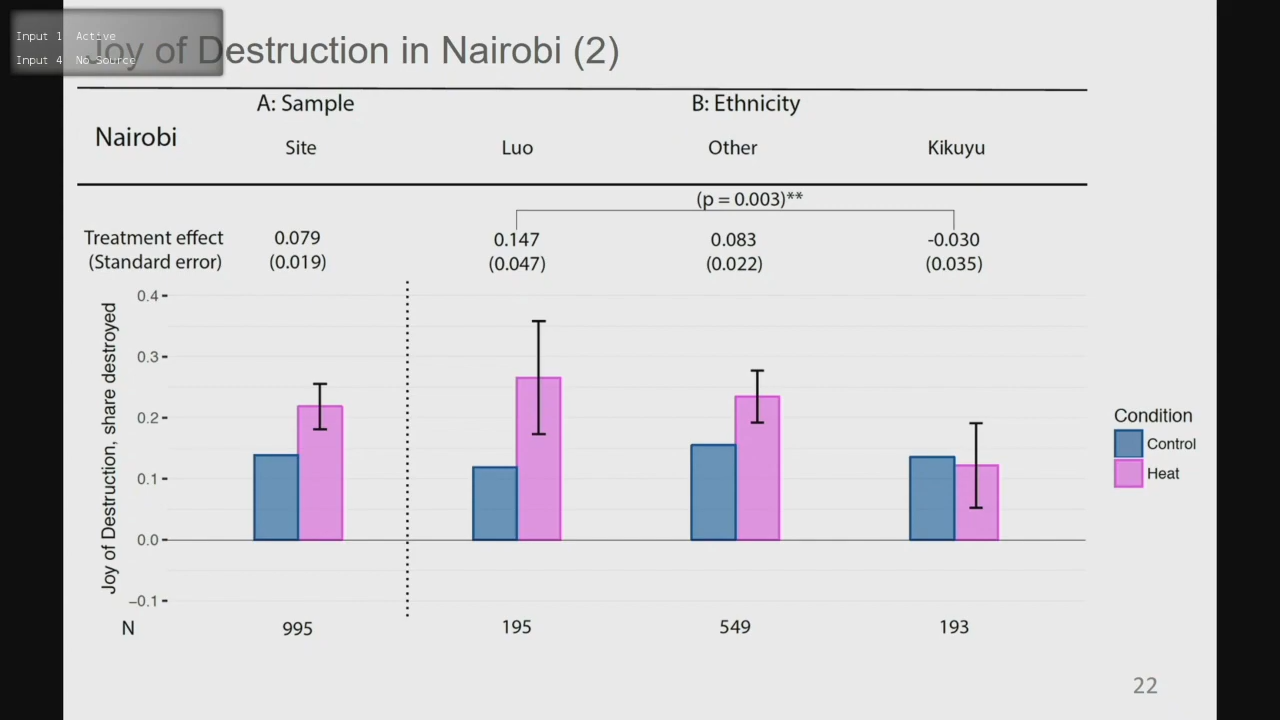 Input 1 Active
Input 4 No Source
Joy of Destruction in Nairobi (2)
A: Sample B: Ethnicity
Nairobi
Site Luo Other Kikuyu
(p = 0.003)**
Treatment effect 0.079 0.147 0.083 -0.030
(Standard error) (0.019) (0.047) (0.022) (0.035)
Joy of Destruction, share destroyed
0.4
0.3
0.2
0.1
0.0
−0.1
Condition
Control
Heat
N 995 195 549 193
22